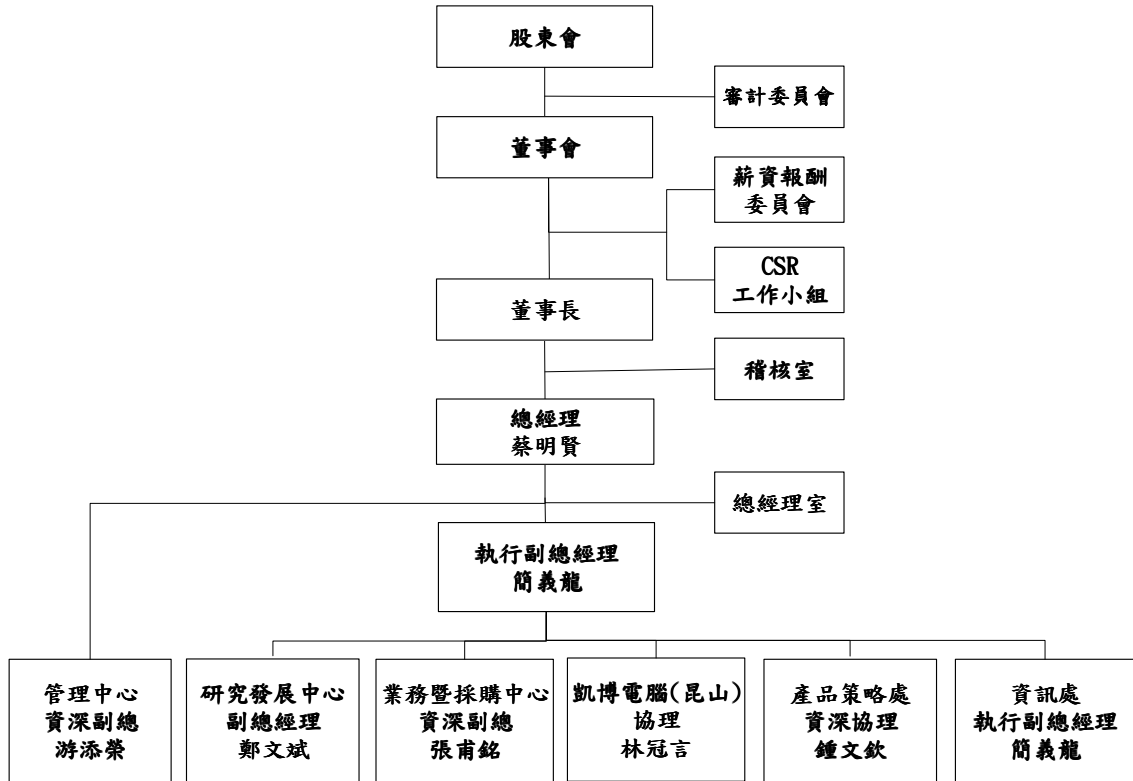 股東會
審計委員會
董事會
薪資報酬
委員會
CSR
工作小組
董事長
稽核室
總經理
蔡明賢
總經理室
執行副總經理
簡義龍
管理中心
資深副總
游添榮
研究發展中心
副總經理
鄭文斌
業務暨採購中心
資深副總
張甫銘
凱博電腦(昆山)
協理
林冠言
產品策略處
資深協理
鍾文欽
資訊處
執行副總經理
簡義龍